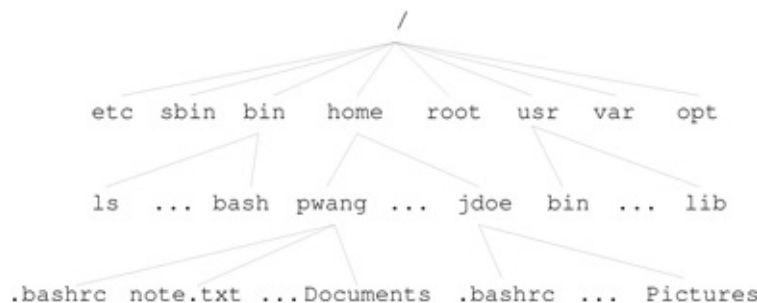 /
etc sbin bin home root usr var opt
ls ... bash pwang ... jdoe bin ... lib
.bashrc note.txt ...Documents .bashrc ... Pictures